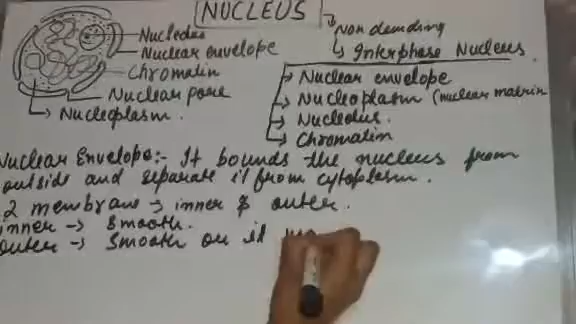 NUCLEUS
Nucleolus
Nuclear envelope
Chromatin
Nuclear pore
Nucleoplasm.
Non dividing
Interphase Nucleus.
Nuclear envelope
Nucleoplasm (nuclear matrix
Nucleolus.
Chromatin
Nuclear Envelope:- It bounds the nucleus from
outside and separate it from cytoplasm.
2 membrane → inner & outer.
inner → Smooth.
outer → Smooth or it